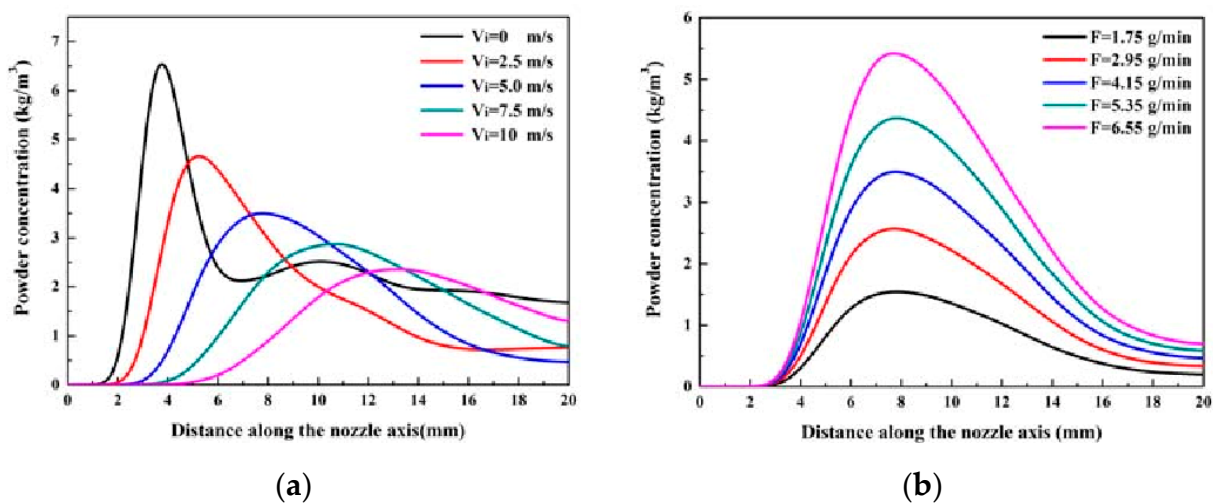 Vi=0 m/s
Vi=2.5 m/s
Vi=5.0 m/s
Vi=7.5 m/s
Vi=10 m/s
Powder concentration (kg/m³)
7
6
5
4
3
2
1
0
0 2 4 6 8 10 12 14 16 18 20
Distance along the nozzle axis(mm)
(a)
F=1.75 g/min
F=2.95 g/min
F=4.15 g/min
F=5.35 g/min
F=6.55 g/min
Powder concentration (kg/m³)
6
5
4
3
2
1
0
0 2 4 6 8 10 12 14 16 18 20
Distance along the nozzle axis (mm)
(b)